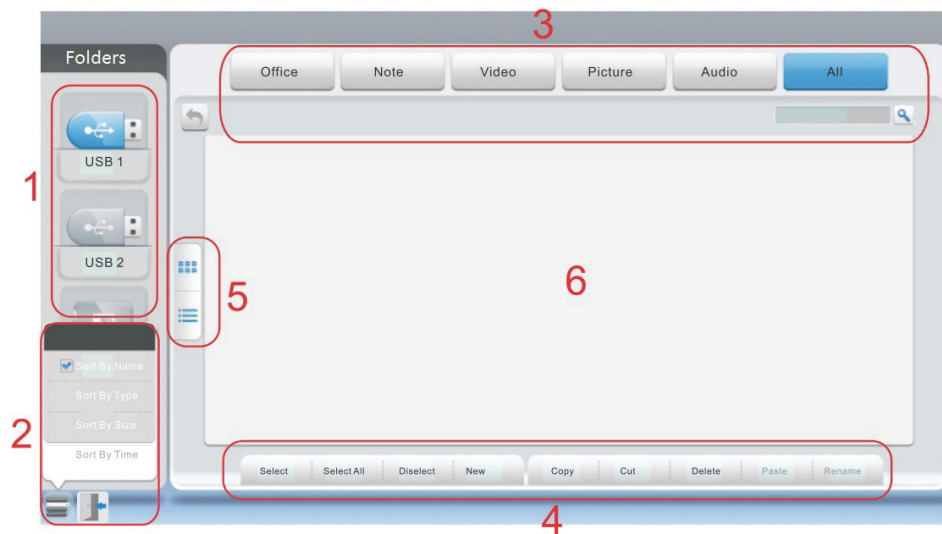 3
Folders
Office Note Video Picture Audio All
1
USB 1
USB 2
5
6
2
Sort By Name
Sort By Type
Sort By Size
Sort By Time
Select Select All Diselect New Copy Cut Delete Paste Rename
4